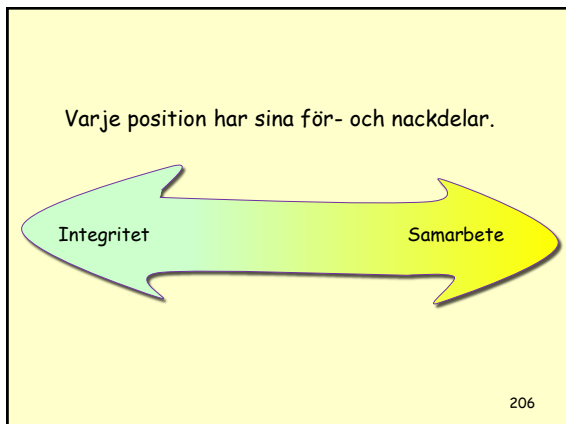 Varje position har sina för- och nackdelar.
Integritet
Samarbete
206